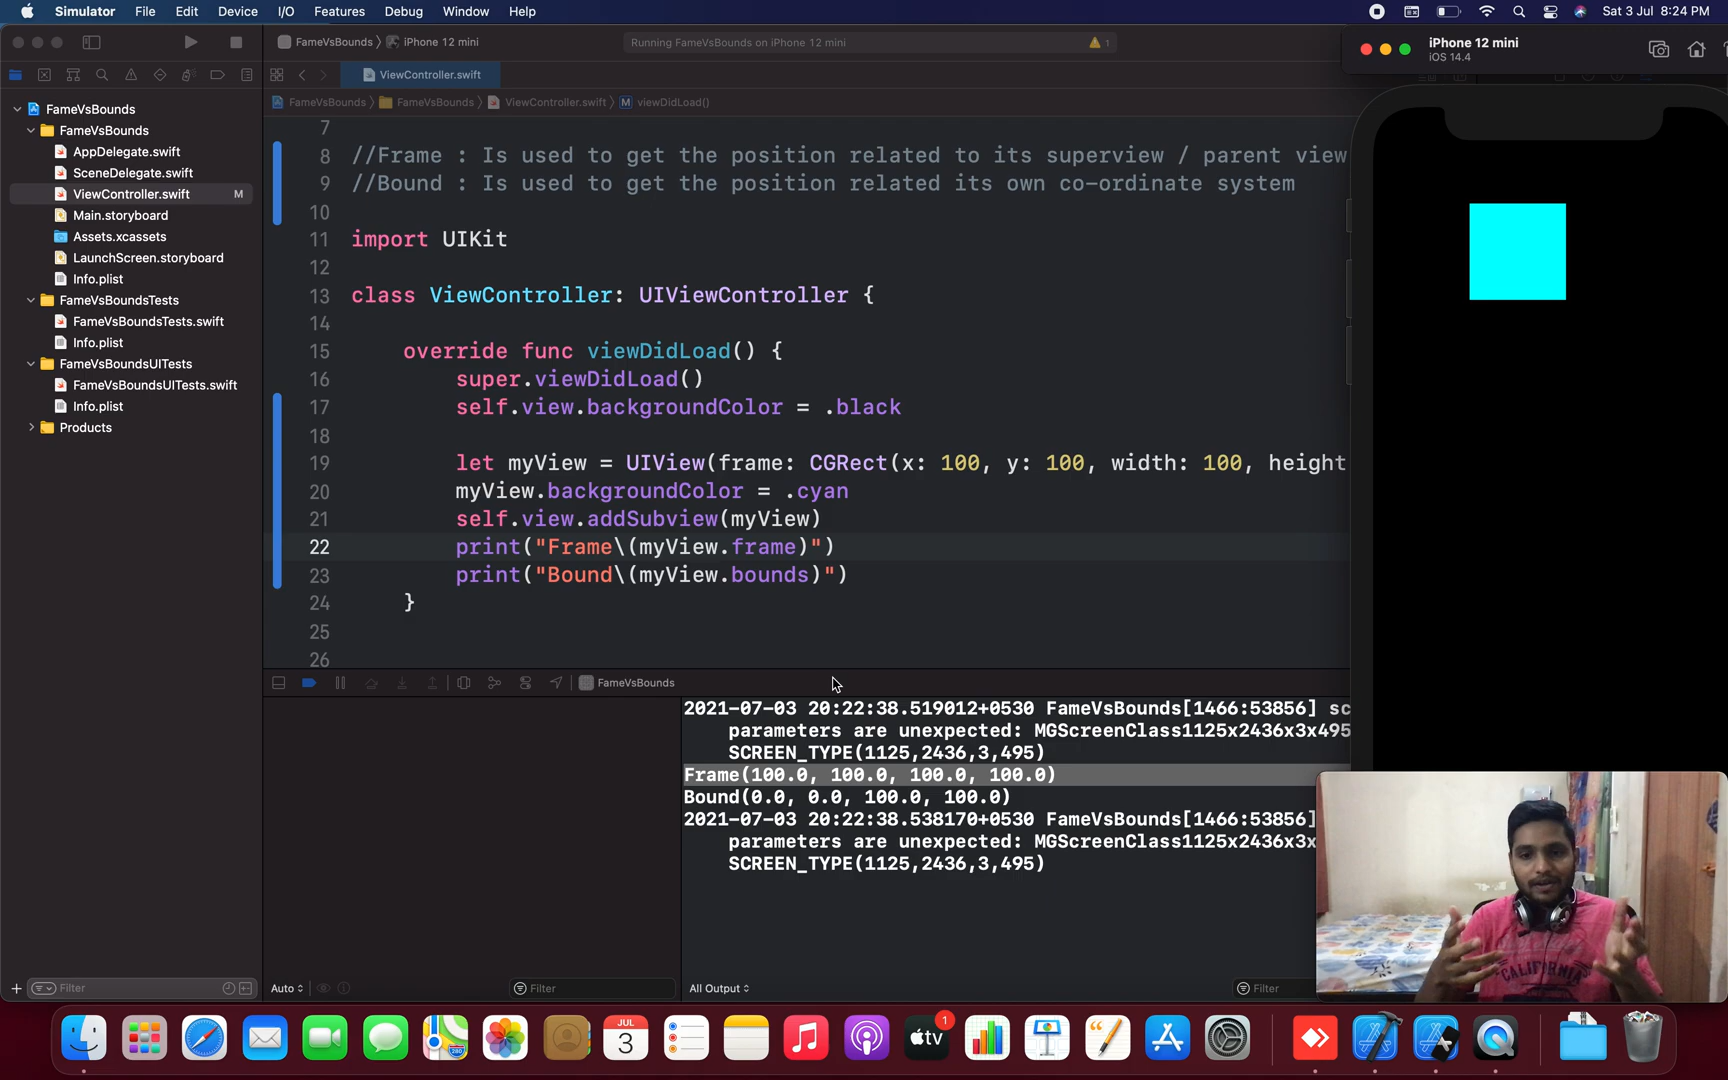 Simulator File Edit Device I/O Features Debug Window Help Sat 3 Jul 8:24 PM
FameVsBounds iPhone 12 mini
Running FameVsBounds on iPhone 12 mini
1
iPhone 12 mini
iOS 14.4
ViewController.swift
FameVsBounds FameVsBounds ViewController.swift M viewDidLoad()
FameVsBounds
FameVsBounds
AppDelegate.swift
SceneDelegate.swift
ViewController.swift M
Main.storyboard
Assets.xcassets
LaunchScreen.storyboard
Info.plist
FameVsBoundsTests
FameVsBoundsTests.swift
Info.plist
FameVsBoundsUITests
FameVsBoundsUITests.swift
Info.plist
Products
Filter
7
8 //Frame : Is used to get the position related to its superview / parent view
9 //Bound : Is used to get the position related its own co-ordinate system
10
11 import UIKit
12
13 class ViewController: UIViewController {
14
15 override func viewDidLoad() {
16 super.viewDidLoad()
17 self.view.backgroundColor = .black
18
19 let myView = UIView(frame: CGRect(x: 100, y: 100, width: 100, height
20 myView.backgroundColor = .cyan
21 self.view.addSubview(myView)
22 print("Frame\(myView.frame)")
23 print("Bound\(myView.bounds)")
24 }
25
26
FameVsBounds
2021-07-03 20:22:38.519012+0530 FameVsBounds[1466:53856] sc
parameters are unexpected: MGScreenClass1125x2436x3x495
SCREEN_TYPE(1125,2436,3,495)
Frame(100.0, 100.0, 100.0, 100.0)
Bound(0.0, 0.0, 100.0, 100.0)
2021-07-03 20:22:38.538170+0530 FameVsBounds[1466:53856]
parameters are unexpected: MGScreenClass1125x2436x3x
SCREEN_TYPE(1125,2436,3,495)
Auto Filter All Output Filter
CALIFORNIA
JUL
3
280
tv
1